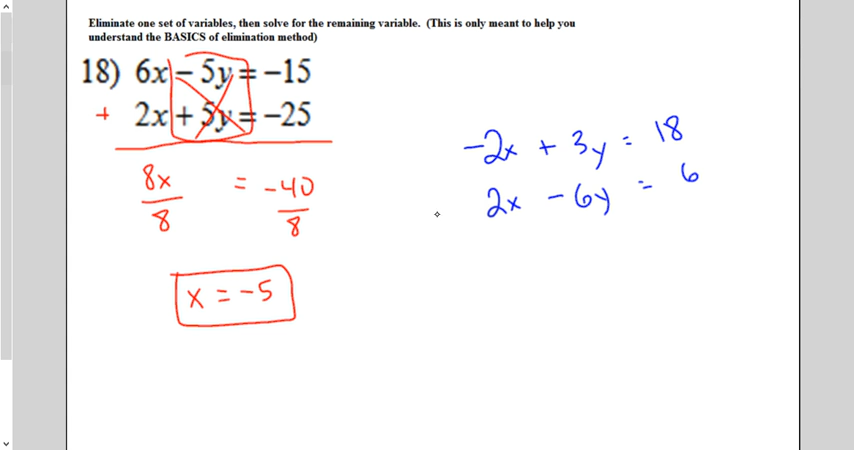 Eliminate one set of variables, then solve for the remaining variable. (This is only meant to help you
understand the BASICS of elimination method)
18) 6x − 5y = −15
+ 2x + 5y = −25
8x/8 = -40/8
x = -5
-2x + 3y = 18
2x - 6y = 6